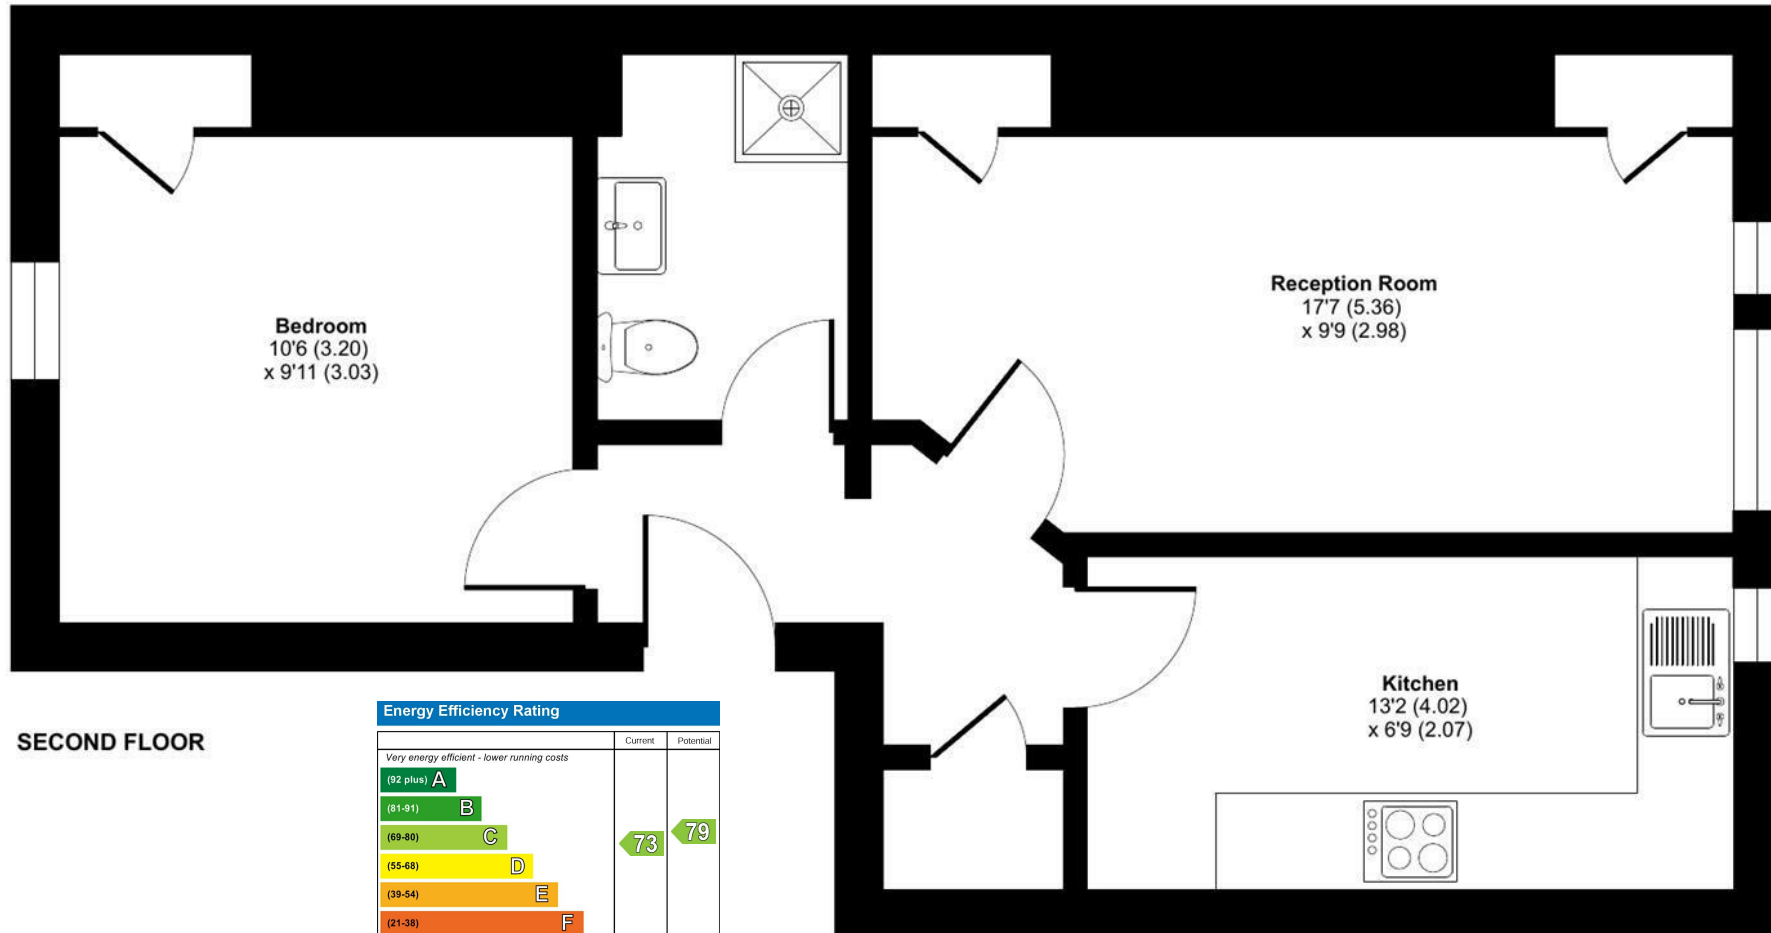 Bedroom
10'6 (3.20)
x 9'11 (3.03)
Reception Room
17'7 (5.36)
x 9'9 (2.98)
Kitchen
13'2 (4.02)
x 6'9 (2.07)
SECOND FLOOR
Energy Efficiency Rating
Current Potential
Very energy efficient - lower running costs
(92 plus) A
(81-91) B
(69-80) C
73 79
(55-68) D
(39-54) E
(21-38) F